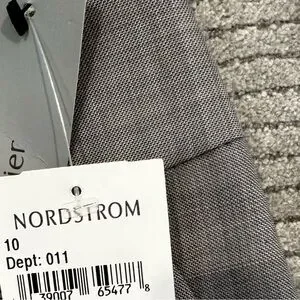 ier
NORDSTROM
10
Dept: 011
39007 65477 8